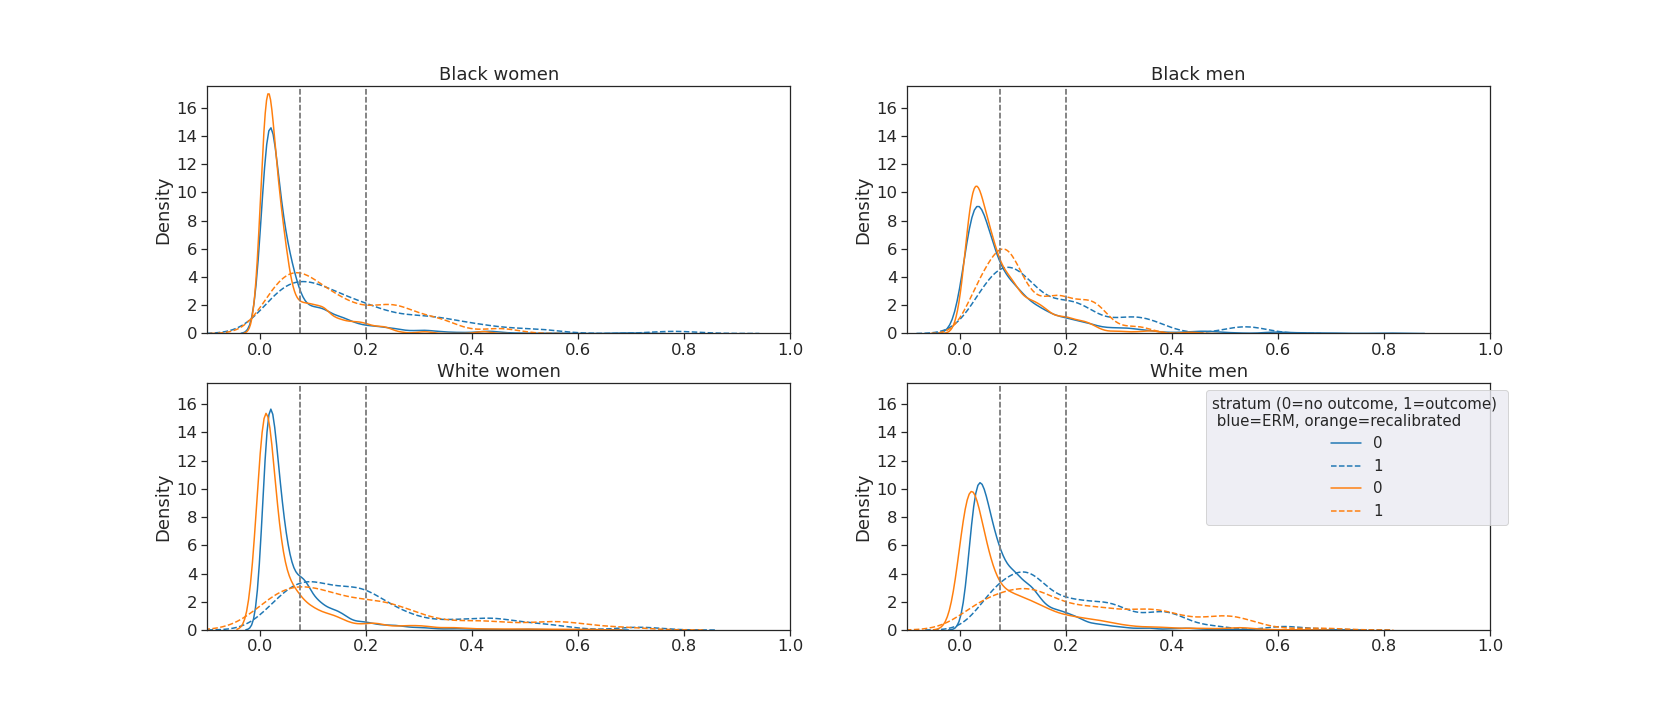 Black women
Density
16
14
12
10
8
6
4
2
0
0.0 0.2 0.4 0.6 0.8 1.0
Black men
Density
16
14
12
10
8
6
4
2
0
0.0 0.2 0.4 0.6 0.8 1.0
White women
Density
16
14
12
10
8
6
4
2
0
0.0 0.2 0.4 0.6 0.8 1.0
White men
Density
16
14
12
10
8
6
4
2
0
0.0 0.2 0.4 0.6 0.8 1.0
stratum (0=no outcome, 1=outcome)
blue=ERM, orange=recalibrated
0
1
0
1